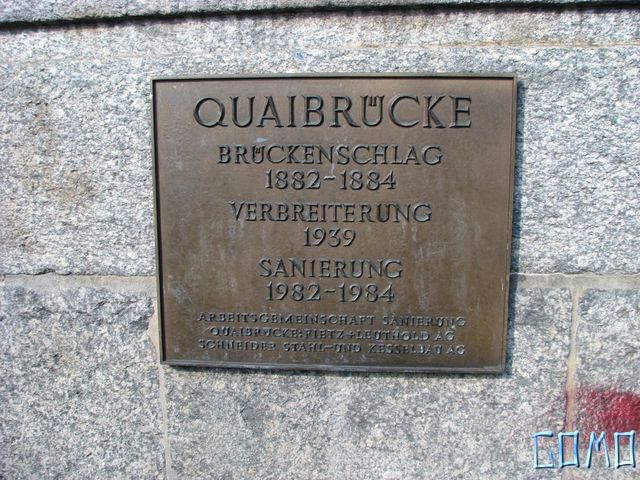 QUAIBRÜCKE
BRÜCKENSCHLAG
1882-1884
VERBREITERUNG
1939
SANIERUNG
1982-1984
ARBEITSGEMEINSCHAFT SANIERUNG
QUAIBRÜCKE: PIETZ + LEUTHOLD AG
SCHNEIDER STAHL-UND KESSELBAU AG
GOMO